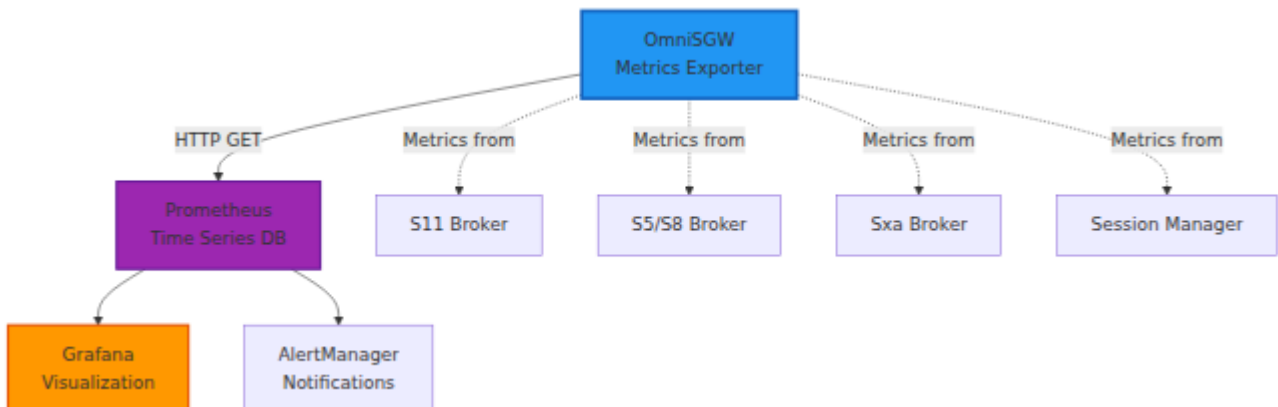 OmniSGW
Metrics Exporter
HTTP GET
Metrics from
Metrics from
Metrics from
Metrics from
Prometheus
Time Series DB
S11 Broker
S5/S8 Broker
Sxa Broker
Session Manager
Grafana
Visualization
AlertManager
Notifications